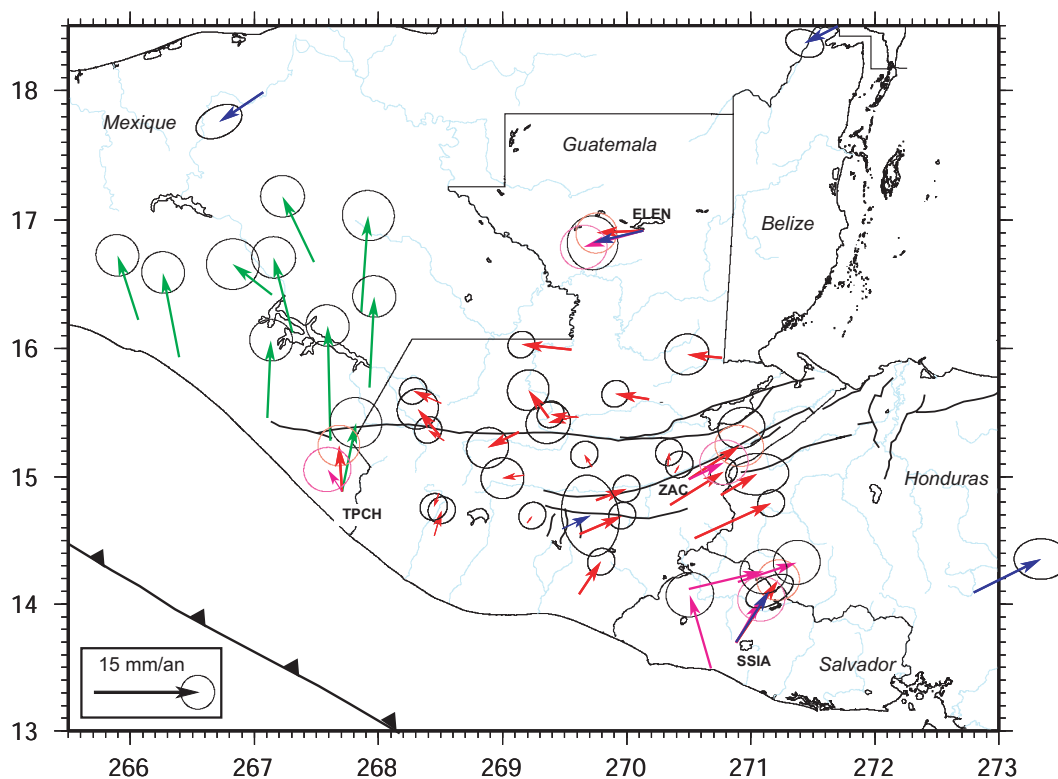 18
Mexique
Guatemala
17
ELEN
Belize
16
15
ZAC
Honduras
TPCH
14
15 mm/an
SSIA
Salvador
13
266 267 268 269 270 271 272 273